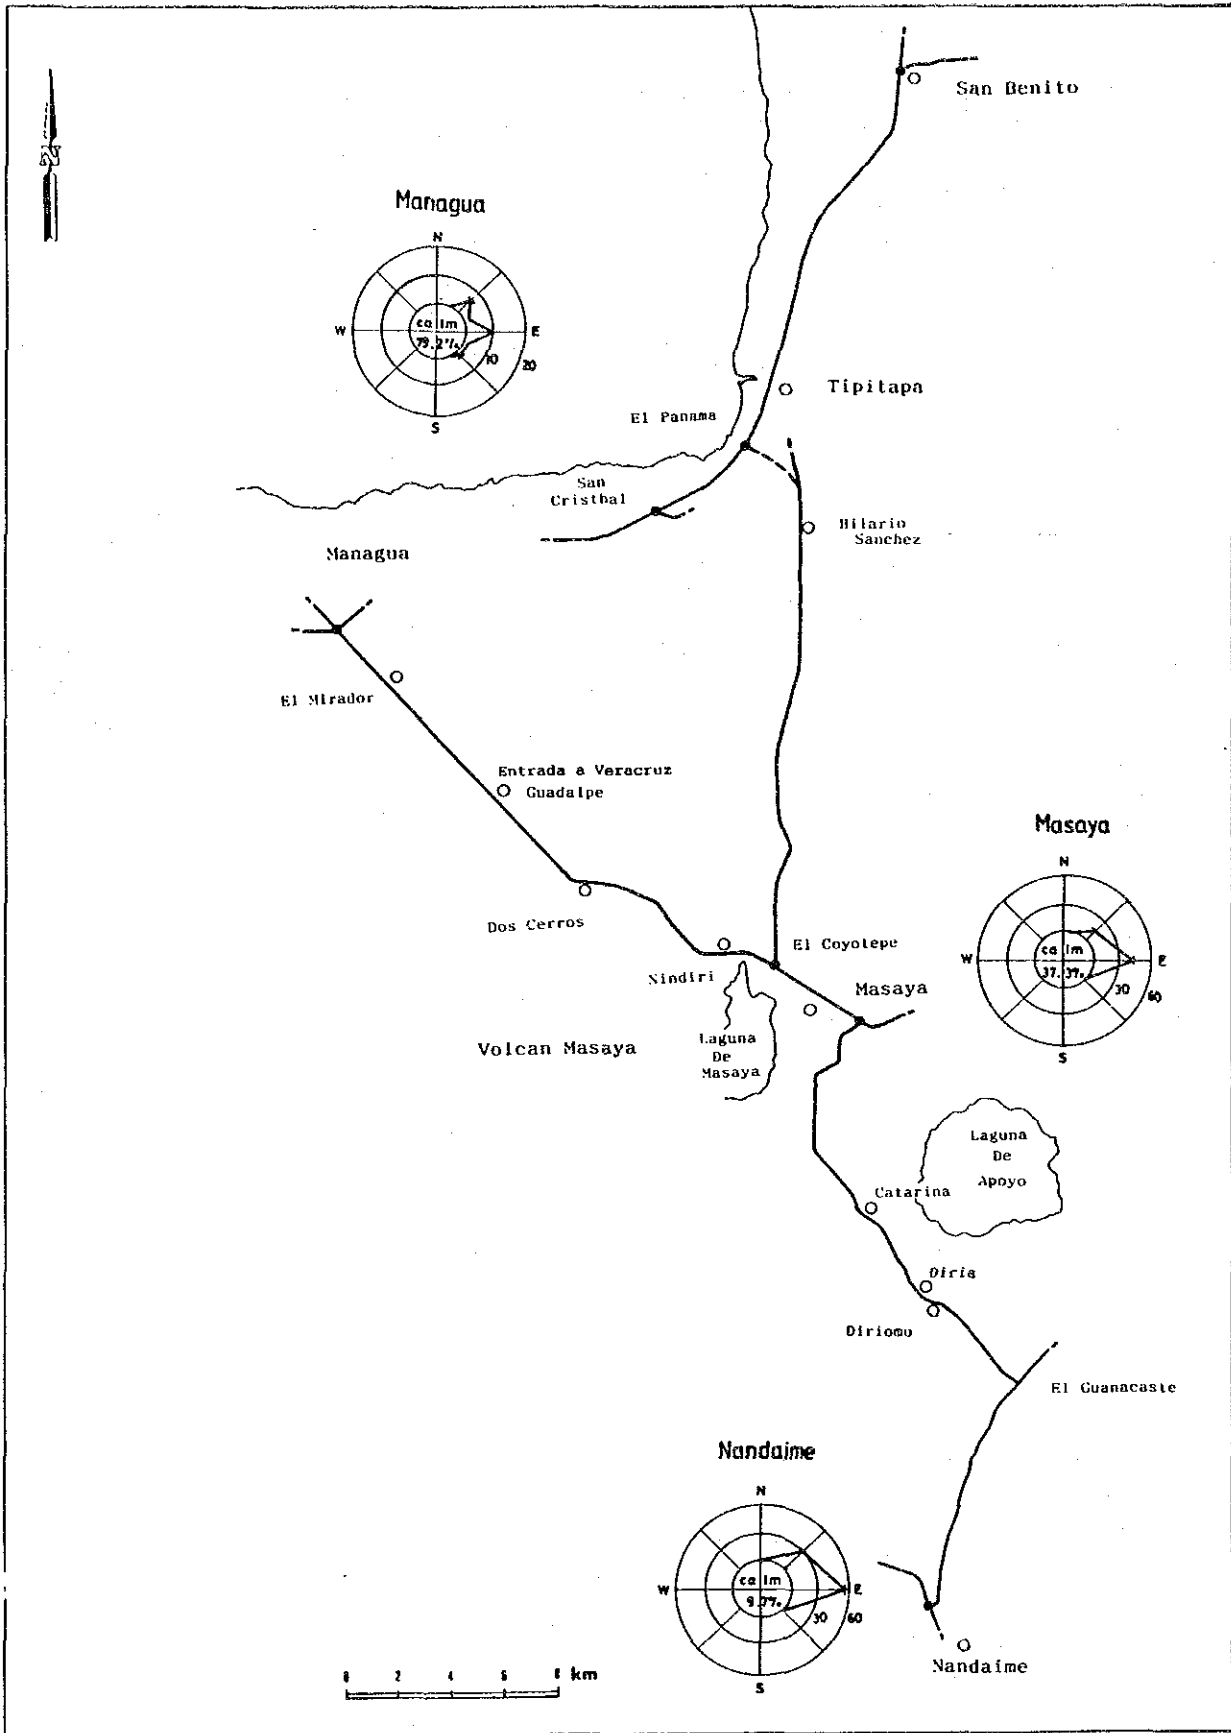 San Benito
N
Managua
N
W
calm
79.2%
E
10
20
S
Tipitapa
El Panama
San
Cristbal
Hilario
Sanchez
Managua
El Mirador
Entrada a Veracruz
Guadalpe
Masaya
N
W
calm
37.3%
E
30
60
S
Dos Cerros
El Coyotepe
Nindiri
Masaya
Volcan Masaya
Laguna
De
Masaya
Laguna
De
Apoyo
Catarina
Diria
Diriomo
El Guanacaste
Nandaime
N
W
calm
E
30
60
S
Nandaime
0 2 4 6 8 km